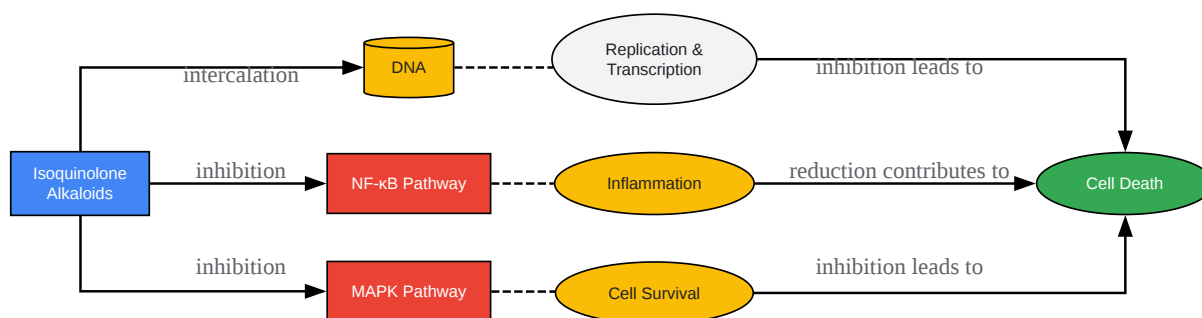 intercalation
DNA
Replication &
Transcription
inhibition leads to
Isoquinolone
Alkaloids
inhibition
NF-κB Pathway
Inflammation
reduction contributes to
Cell Death
inhibition
MAPK Pathway
Cell Survival
inhibition leads to